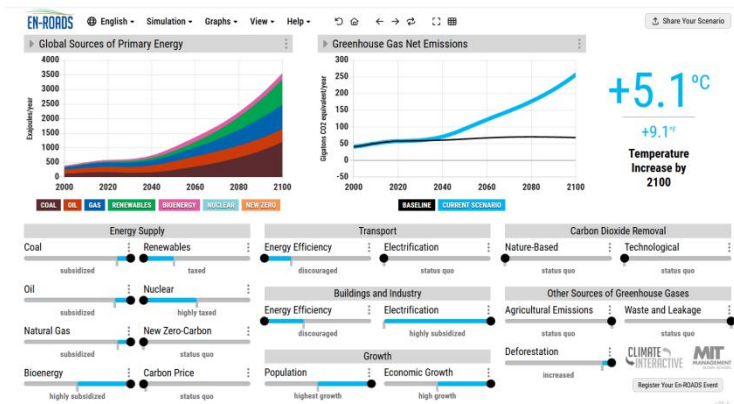 EN-ROADS English Simulation Graphs View Help Share Your Scenario
Global Sources of Primary Energy
4000
3500
3000
2500
2000
1500
1000
500
0
Exajoules/year
2000 2020 2040 2060 2080 2100
COAL OIL GAS RENEWABLES BIOENERGY NUCLEAR NEW ZERO
Greenhouse Gas Net Emissions
300
250
200
150
100
50
0
-50
Gigatons CO2 equivalent/year
2000 2020 2040 2060 2080 2100
BASELINE CURRENT SCENARIO
+5.1°C
+9.1°F
Temperature
Increase by
2100
Energy Supply
Coal
subsidized
Renewables
taxed
Oil
subsidized
Nuclear
highly taxed
Natural Gas
subsidized
New Zero-Carbon
status quo
Bioenergy
highly subsidized
Carbon Price
status quo
Transport
Energy Efficiency
discouraged
Electrification
status quo
Buildings and Industry
Energy Efficiency
discouraged
Electrification
highly subsidized
Growth
Population
highest growth
Economic Growth
high growth
Carbon Dioxide Removal
Nature-Based
status quo
Technological
status quo
Other Sources of Greenhouse Gases
Agricultural Emissions
status quo
Waste and Leakage
status quo
Deforestation
increased
CLIMATE
INTERACTIVE
MIT
MANAGEMENT
Register Your En-ROADS Event